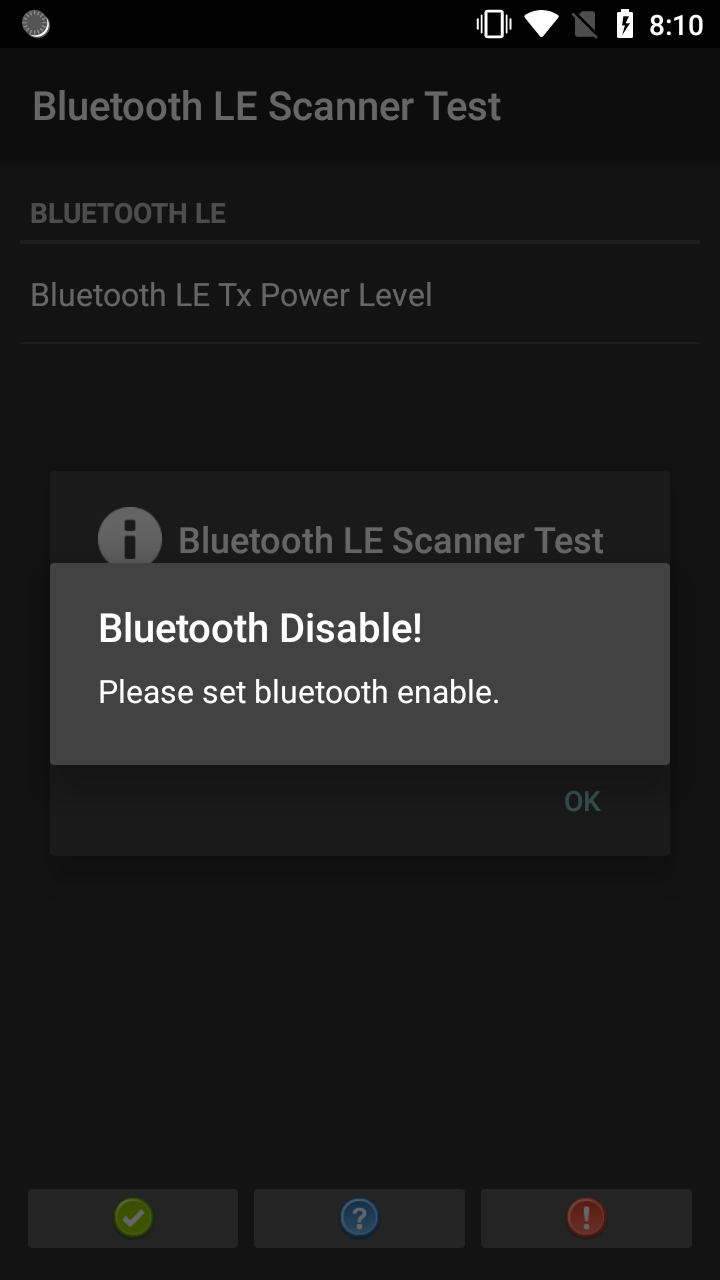 8:10
Bluetooth LE Scanner Test
BLUETOOTH LE
Bluetooth LE Tx Power Level
Bluetooth LE Scanner Test
Bluetooth Disable!
Please set bluetooth enable.
OK